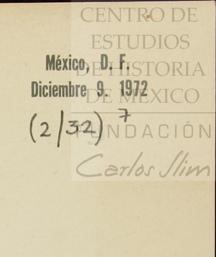 CENTRO DE
ESTUDIOS
DE HISTORIA
DE MÉXICO
FUNDACIÓN
Carlos Slim
México, D. F.
Diciembre 9. 1972
7
(2/32)